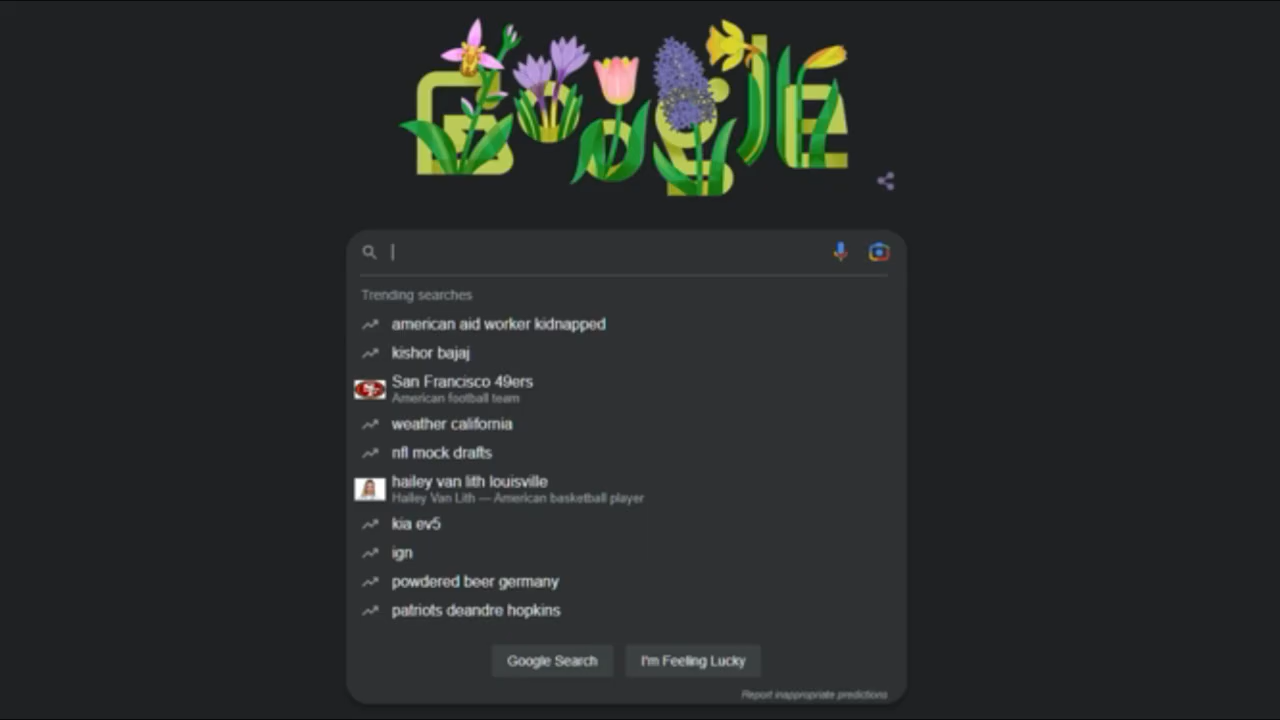 Google
Trending searches
american aid worker kidnapped
kishor bajaj
San Francisco 49ers
American football team
weather california
nfl mock drafts
hailey van lith louisville
Hailey Van Lith — American basketball player
kia ev5
ign
powdered beer germany
patriots deandre hopkins
Google Search
I'm Feeling Lucky
Report inappropriate predictions